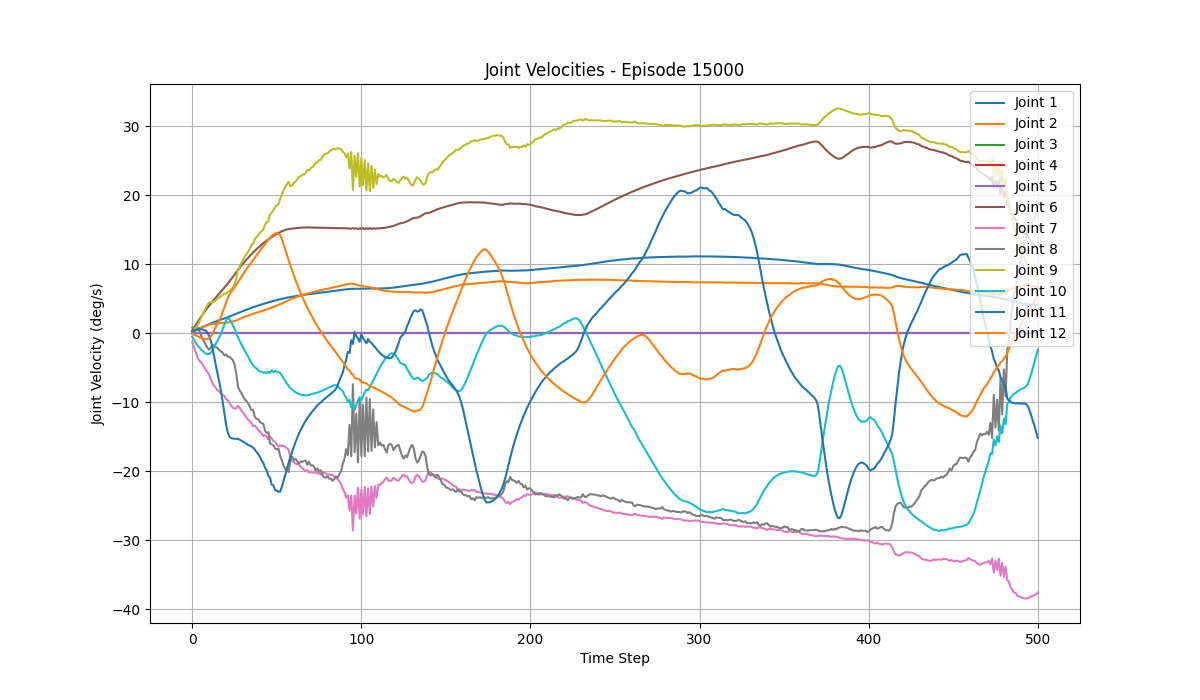 Joint Velocities - Episode 15000
Joint Velocity (deg/s)
30
20
10
0
−10
−20
−30
−40
0
100
200
300
400
500
Time Step
Joint 1
Joint 2
Joint 3
Joint 4
Joint 5
Joint 6
Joint 7
Joint 8
Joint 9
Joint 10
Joint 11
Joint 12